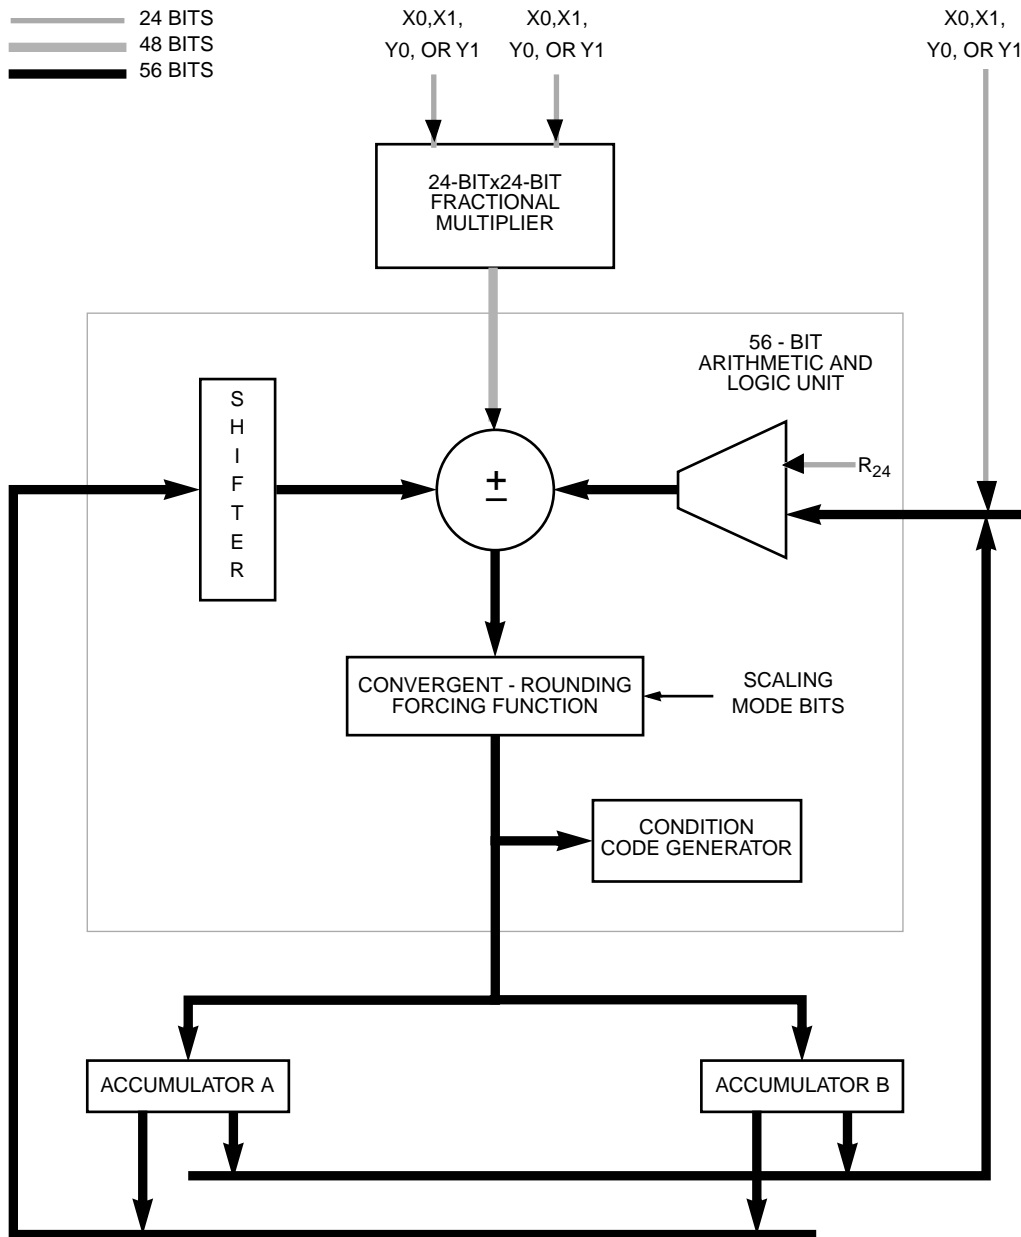 24 BITS
48 BITS
56 BITS
X0,X1,
Y0, OR Y1
X0,X1,
Y0, OR Y1
X0,X1,
Y0, OR Y1
24-BITx24-BIT
FRACTIONAL
MULTIPLIER
56 - BIT
ARITHMETIC AND
LOGIC UNIT
S
H
I
F
T
E
R
±
R24
CONVERGENT - ROUNDING
FORCING FUNCTION
SCALING
MODE BITS
CONDITION
CODE GENERATOR
ACCUMULATOR A
ACCUMULATOR B